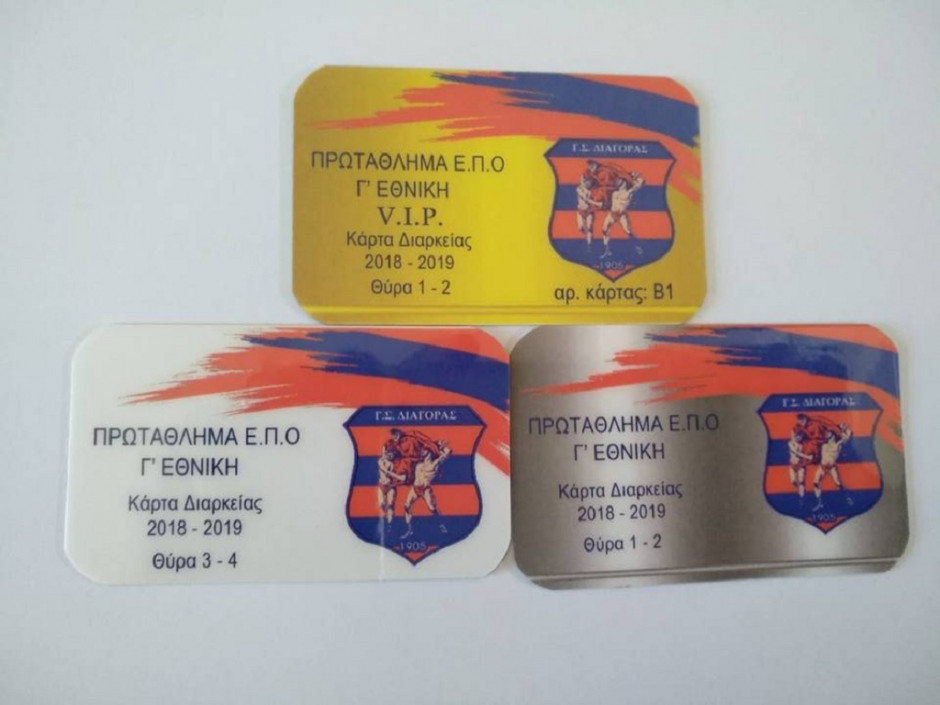 ΠΡΩΤΑΘΛΗΜΑ Ε.Π.Ο
Γ' ΕΘΝΙΚΗ
V.I.P.
Κάρτα Διαρκείας
2018 - 2019
Θύρα 1 - 2
Γ.Σ. ΔΙΑΓΟΡΑΣ
1905
αρ. κάρτας: Β1
ΠΡΩΤΑΘΛΗΜΑ Ε.Π.Ο
Γ' ΕΘΝΙΚΗ
Κάρτα Διαρκείας
2018 - 2019
Θύρα 3 - 4
Γ.Σ. ΔΙΑΓΟΡΑΣ
1905
ΠΡΩΤΑΘΛΗΜΑ Ε.Π.Ο
Γ' ΕΘΝΙΚΗ
Κάρτα Διαρκείας
2018 - 2019
Θύρα 1 - 2
Γ.Σ. ΔΙΑΓΟΡΑΣ
1905